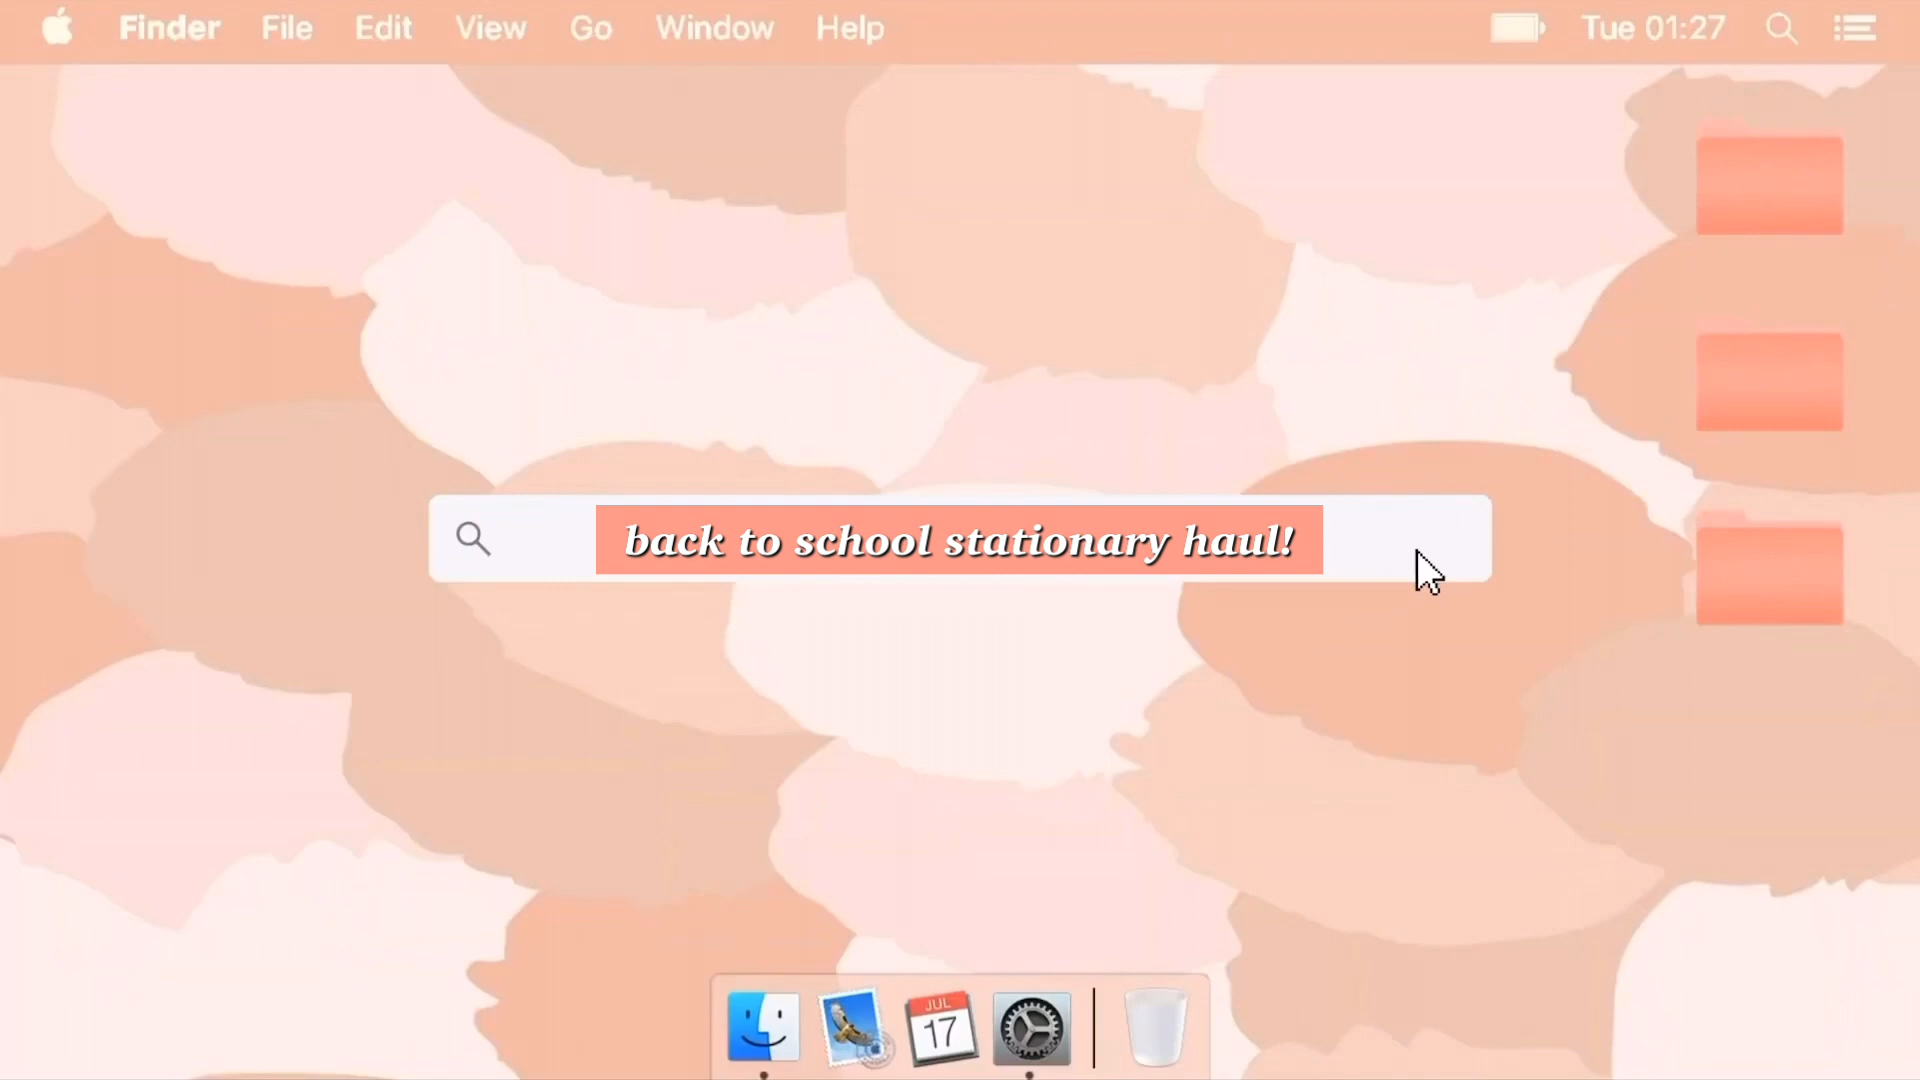 Finder File Edit View Go Window Help Tue 01:27
back to school stationary haul!
JUL
17